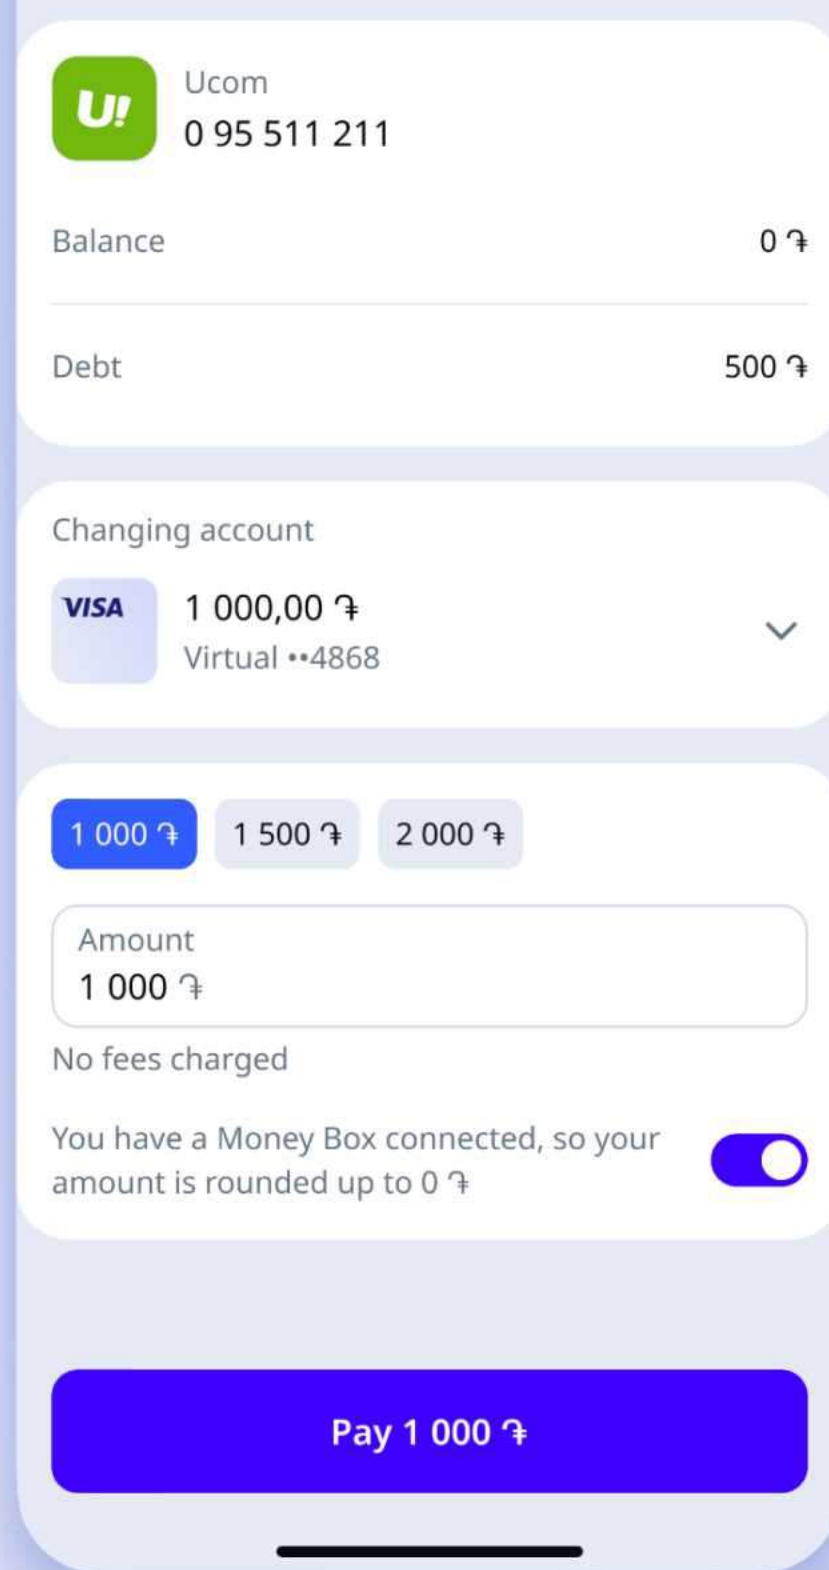 U!
Ucom
0 95 511 211
Balance
0 ֏
Debt
500 ֏
Changing account
VISA
1 000,00 ֏
Virtual ••4868
1 000 ֏
1 500 ֏
2 000 ֏
Amount
1 000 ֏
No fees charged
You have a Money Box connected, so your
amount is rounded up to 0 ֏
Pay 1 000 ֏